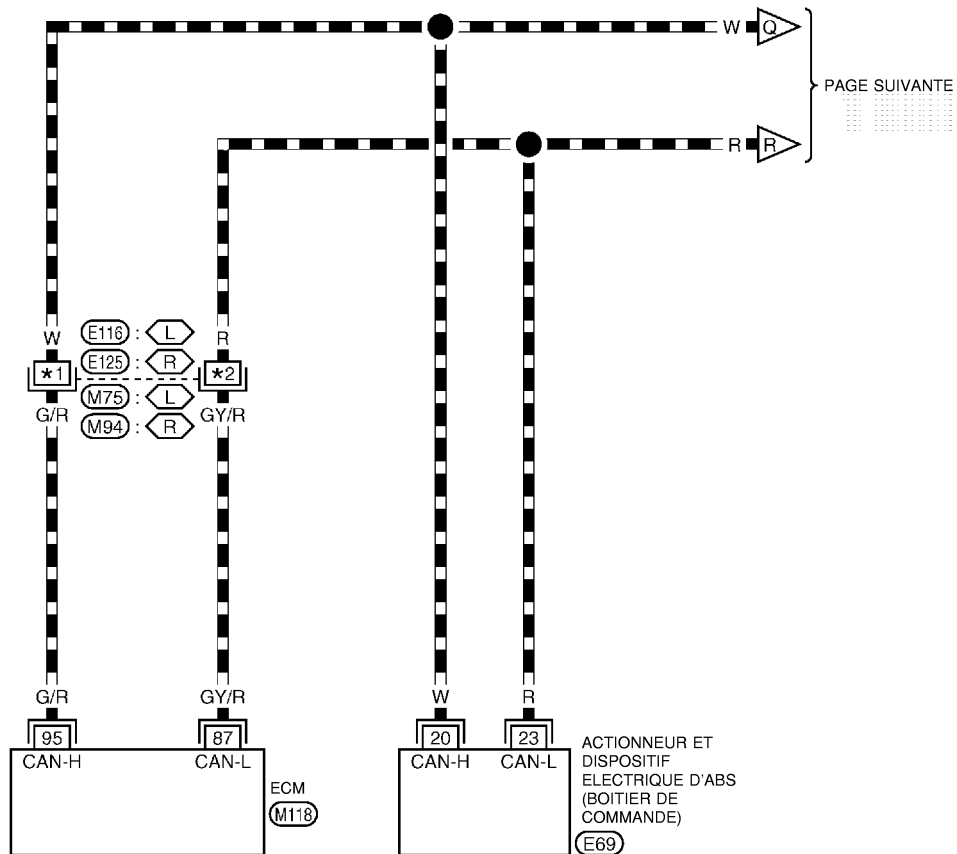 W Q
PAGE SUIVANTE
R R
W E116 : L R
E125 : R
*1 *2
M75 : L
G/R M94 : R GY/R
G/R GY/R W R
95 87 20 23
CAN-H CAN-L CAN-H CAN-L
ACTIONNEUR ET
DISPOSITIF
ELECTRIQUE D'ABS
(BOITIER DE
COMMANDE)
ECM
M118
E69